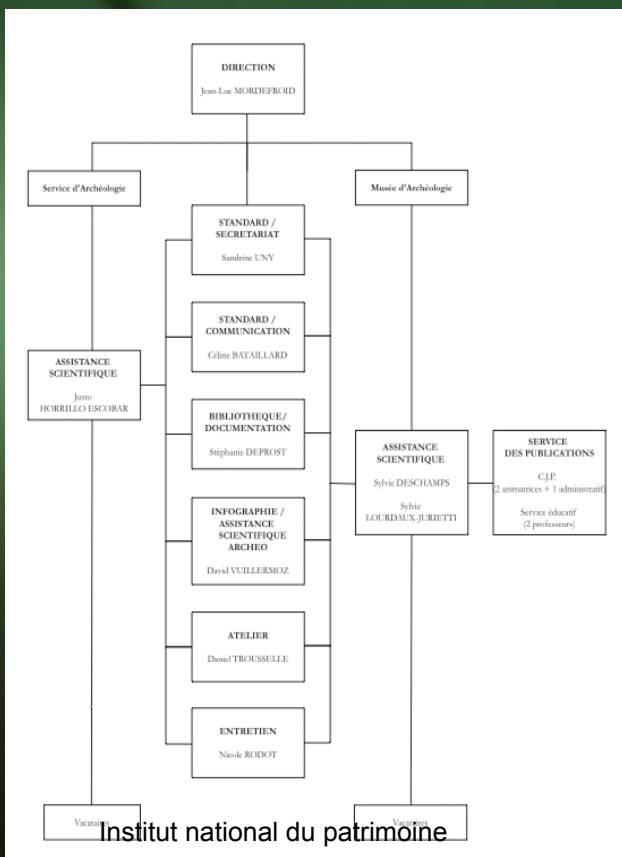 DIRECTION
Jean-Luc MORDEFROID
Service d'Archéologie
Musée d'Archéologie
STANDARD /
SECRETARIAT
Sandrine UNY
STANDARD /
COMMUNICATION
Céline BATAILLARD
ASSISTANCE
SCIENTIFIQUE
Justo
HORRILLO ESCOBAR
BIBLIOTHEQUE/
DOCUMENTATION
Stéphanie DEPROST
ASSISTANCE
SCIENTIFIQUE
Sylvie DESCHAMPS
Sylvie
LOURDAUX-JURIETTI
SERVICE
DES PUBLICATIONS
C.J.P.
(2 animatrices + 1 administratif)
Service éducatif
(2 professeurs)
INFOGRAPHIE /
ASSISTANCE
SCIENTIFIQUE
ARCHEO
David VUILLERMOZ
ATELIER
Daniel TROUSSELLE
ENTRETIEN
Nicole RODOT
Vacataires
Vacataires
Institut national du patrimoine